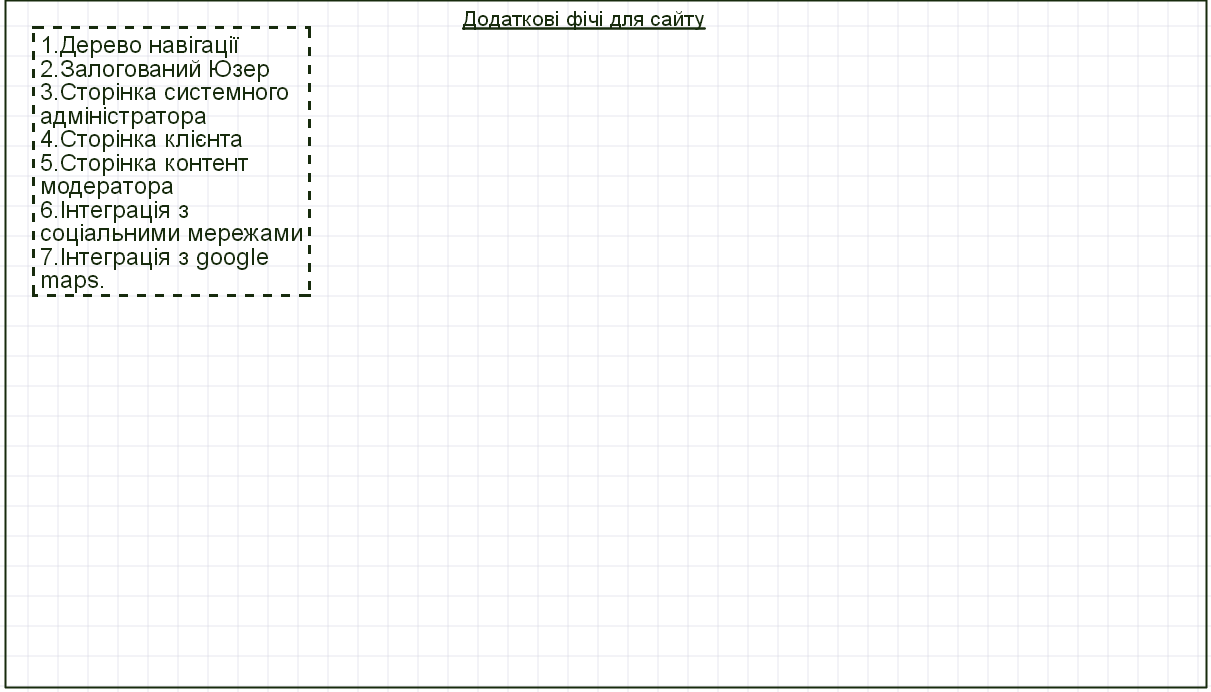 Додаткові фічі для сайту
1.Дерево навігації
2.Залогований Юзер
3.Сторінка системного
адміністратора
4.Сторінка клієнта
5.Сторінка контент
модератора
6.Інтеграція з
соціальними мережами
7.Інтеграція з google
maps.